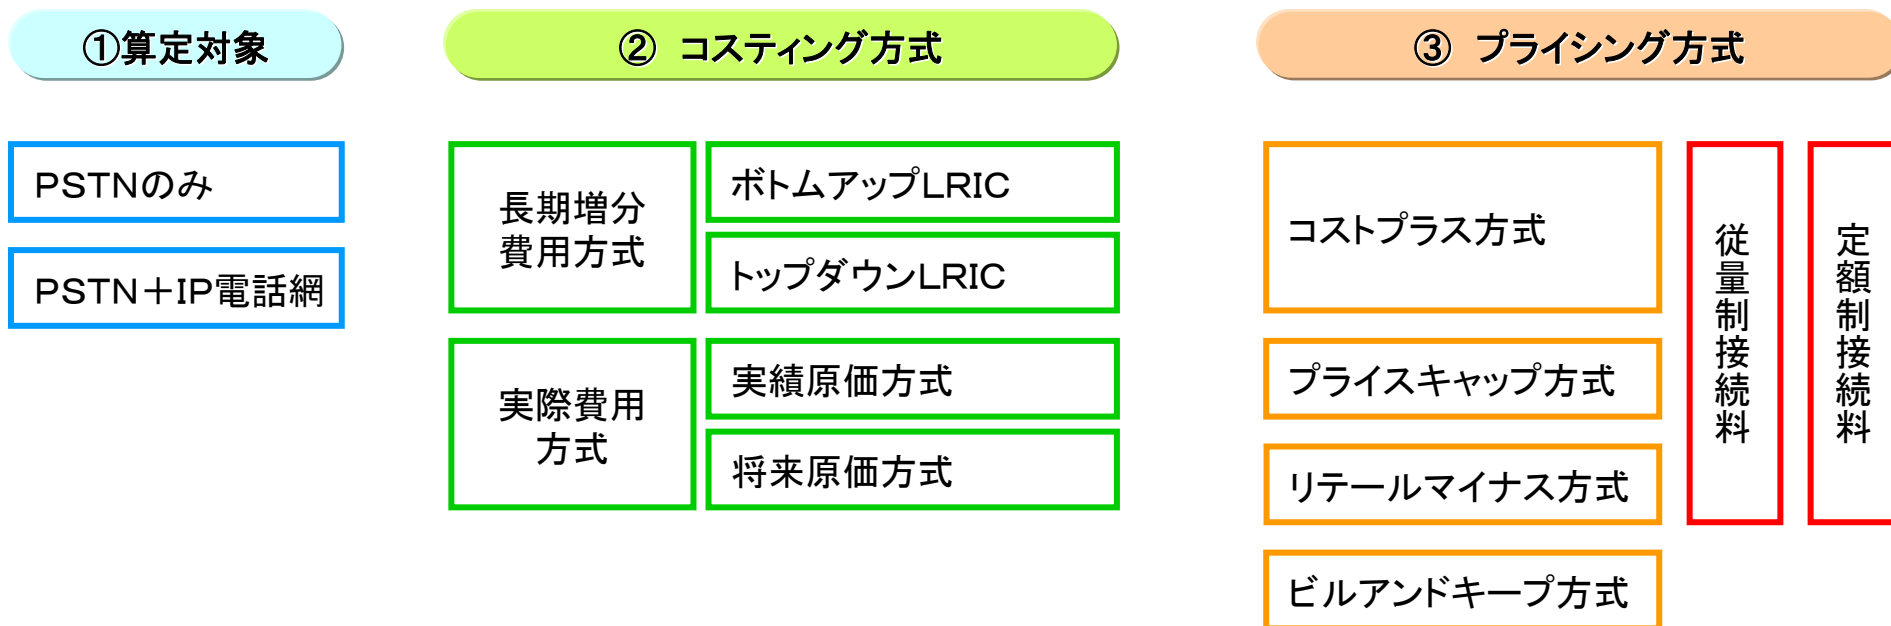 ①算定対象
② コスティング方式
③ プライシング方式
PSTNのみ
PSTN＋IP電話網
長期増分
費用方式
ボトムアップLRIC
トップダウンLRIC
実際費用
方式
実績原価方式
将来原価方式
コストプラス方式
プライスキャップ方式
リテールマイナス方式
ビルアンドキープ方式
従量制接続料
定額制接続料